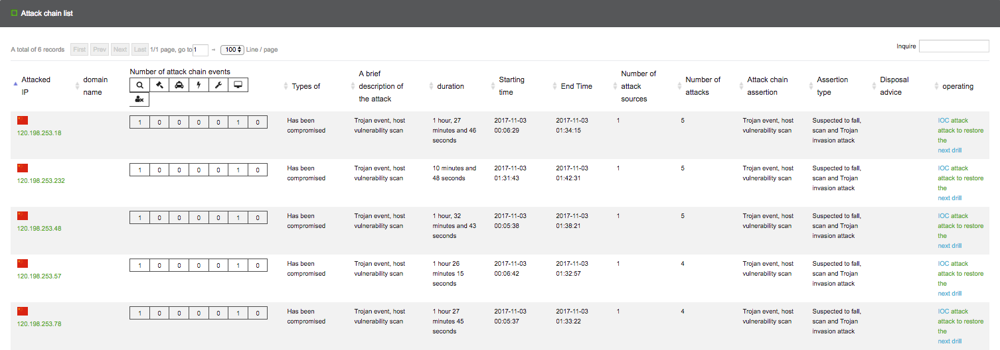 Attack chain list
A total of 6 records First Prev Next Last 1/1 page, go to 1 → 100 Line / page Inquire
Attacked IP domain name Number of attack chain events Types of A brief description of the attack duration Starting time End Time Number of attack sources Number of attacks Attack chain assertion Assertion type Disposal advice operating
120.198.253.18 1 0 0 0 0 1 0 Has been compromised Trojan event, host vulnerability scan 1 hour, 27 minutes and 46 seconds 2017-11-03 00:06:29 2017-11-03 01:34:15 1 5 Trojan event, host vulnerability scan Suspected to fall, scan and Trojan invasion attack IOC attack attack to restore the next drill
120.198.253.232 1 0 0 0 0 1 0 Has been compromised Trojan event, host vulnerability scan 10 minutes and 48 seconds 2017-11-03 01:31:43 2017-11-03 01:42:31 1 5 Trojan event, host vulnerability scan Suspected to fall, scan and Trojan invasion attack IOC attack attack to restore the next drill
120.198.253.48 1 0 0 0 0 1 0 Has been compromised Trojan event, host vulnerability scan 1 hour, 32 minutes and 43 seconds 2017-11-03 00:05:38 2017-11-03 01:38:21 1 5 Trojan event, host vulnerability scan Suspected to fall, scan and Trojan invasion attack IOC attack attack to restore the next drill
120.198.253.57 1 0 0 0 0 1 0 Has been compromised Trojan event, host vulnerability scan 1 hour 26 minutes 15 seconds 2017-11-03 00:06:42 2017-11-03 01:32:57 1 4 Trojan event, host vulnerability scan Suspected to fall, scan and Trojan invasion attack IOC attack attack to restore the next drill
120.198.253.78 1 0 0 0 0 1 0 Has been compromised Trojan event, host vulnerability scan 1 hour 27 minutes 45 seconds 2017-11-03 00:05:37 2017-11-03 01:33:22 1 4 Trojan event, host vulnerability scan Suspected to fall, scan and Trojan invasion attack IOC attack attack to restore the next drill